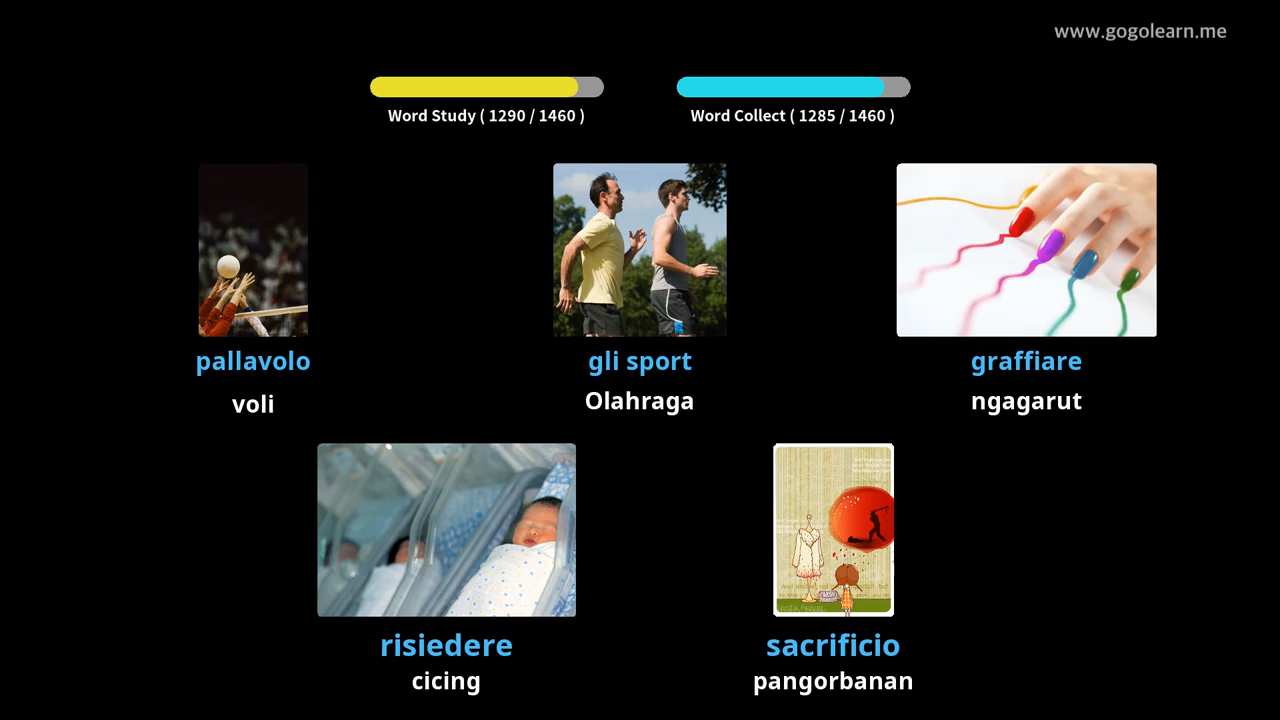 www.gogolearn.me
Word Study ( 1290 / 1460 )
Word Collect ( 1285 / 1460 )
pallavolo
gli sport
graffiare
voli
Olahraga
ngagarut
risiedere
sacrificio
cicing
pangorbanan